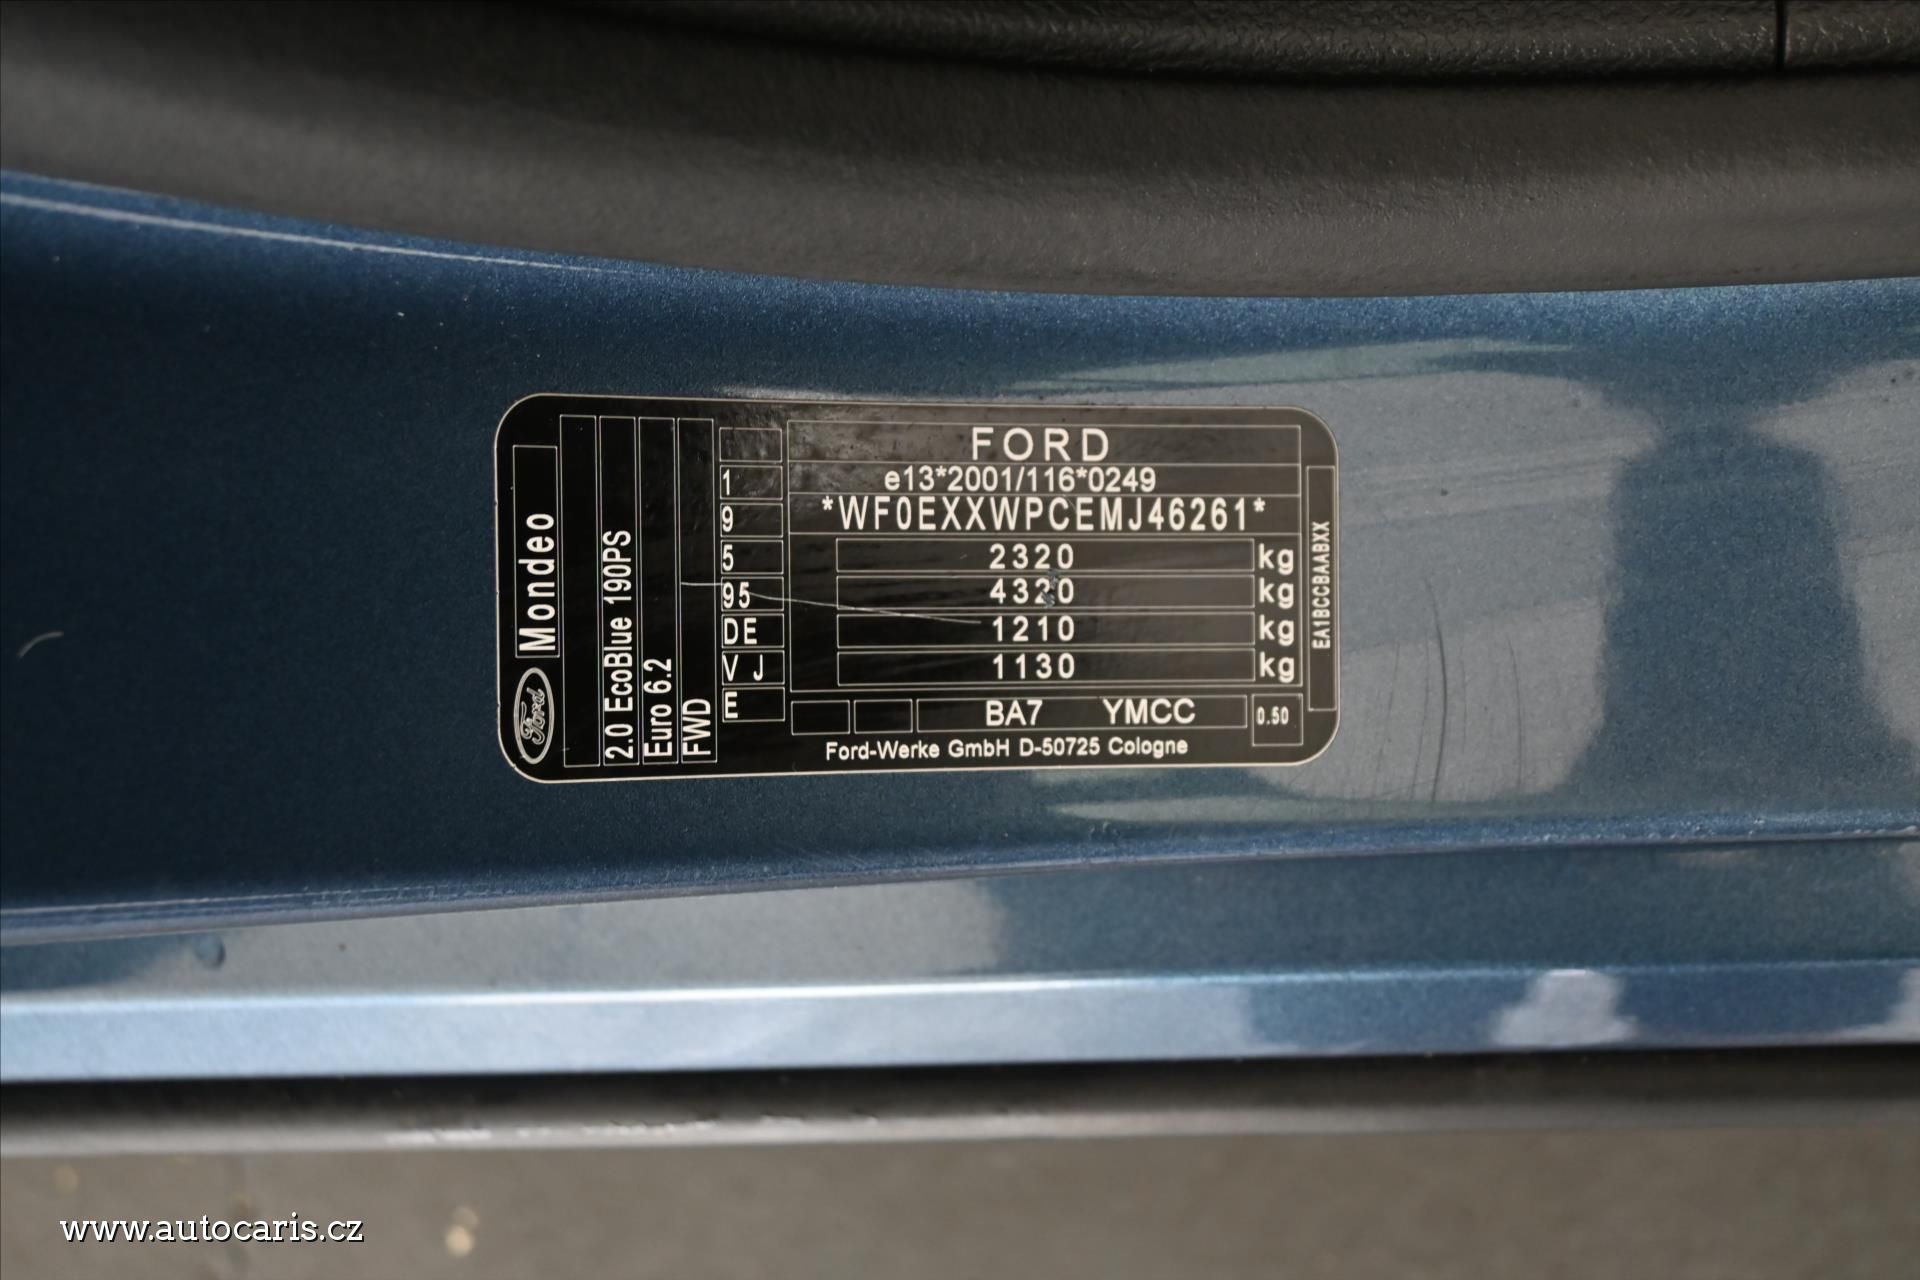 Ford
Mondeo
2.0 EcoBlue 190PS
Euro 6.2
FWD
1
9
5
95
DE
V J
E
FORD
e13*2001/116*0249
*WF0EXXWPCEMJ46261*
2320 kg
4320 kg
1210 kg
1130 kg
BA7 YMCC 0.50
Ford-Werke GmbH D-50725 Cologne
EA1BCCBAABXX
www.autocaris.cz